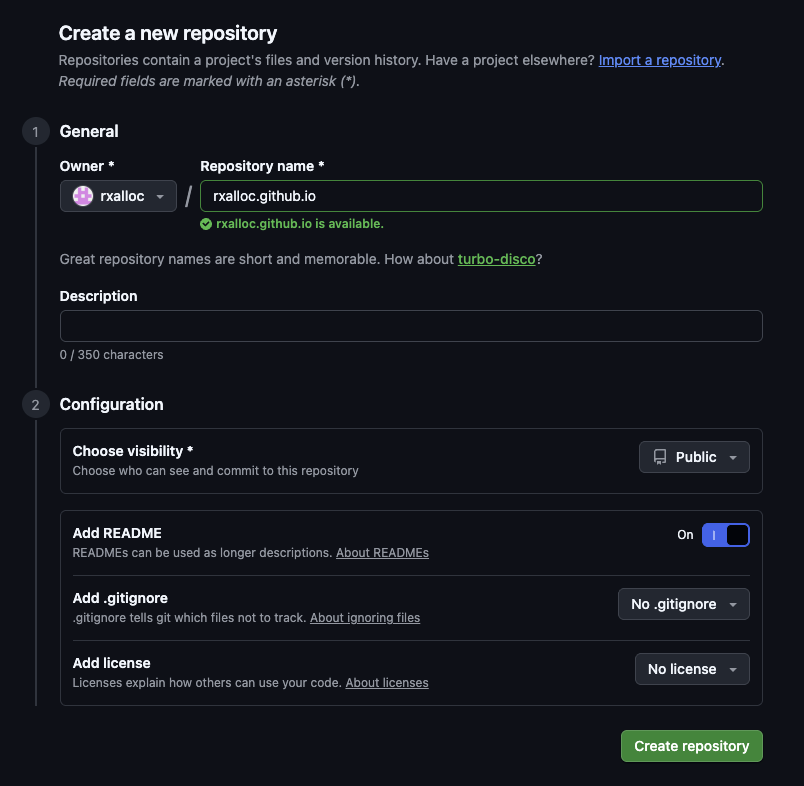 Create a new repository
Repositories contain a project's files and version history. Have a project elsewhere? Import a repository.
Required fields are marked with an asterisk (*).
1 General
Owner * Repository name *
rxalloc / rxalloc.github.io
rxalloc.github.io is available.
Great repository names are short and memorable. How about turbo-disco?
Description
0 / 350 characters
2 Configuration
Choose visibility *
Choose who can see and commit to this repository
Public
Add README
READMEs can be used as longer descriptions. About READMEs
On
Add .gitignore
.gitignore tells git which files not to track. About ignoring files
No .gitignore
Add license
Licenses explain how others can use your code. About licenses
No license
Create repository